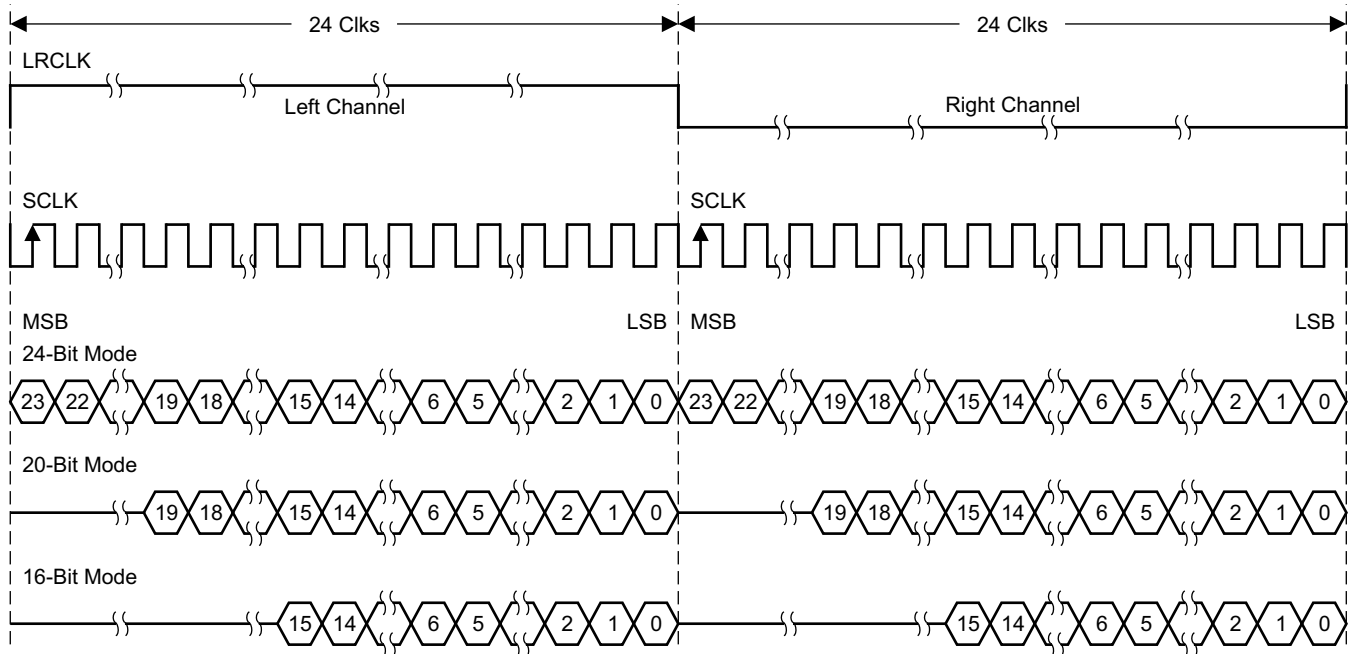 24 Clks 24 Clks
LRCLK
Left Channel Right Channel
SCLK SCLK
MSB LSB MSB LSB
24-Bit Mode
23 22 19 18 15 14 6 5 2 1 0 23 22 19 18 15 14 6 5 2 1 0
20-Bit Mode
19 18 15 14 6 5 2 1 0 19 18 15 14 6 5 2 1 0
16-Bit Mode
15 14 6 5 2 1 0 15 14 6 5 2 1 0